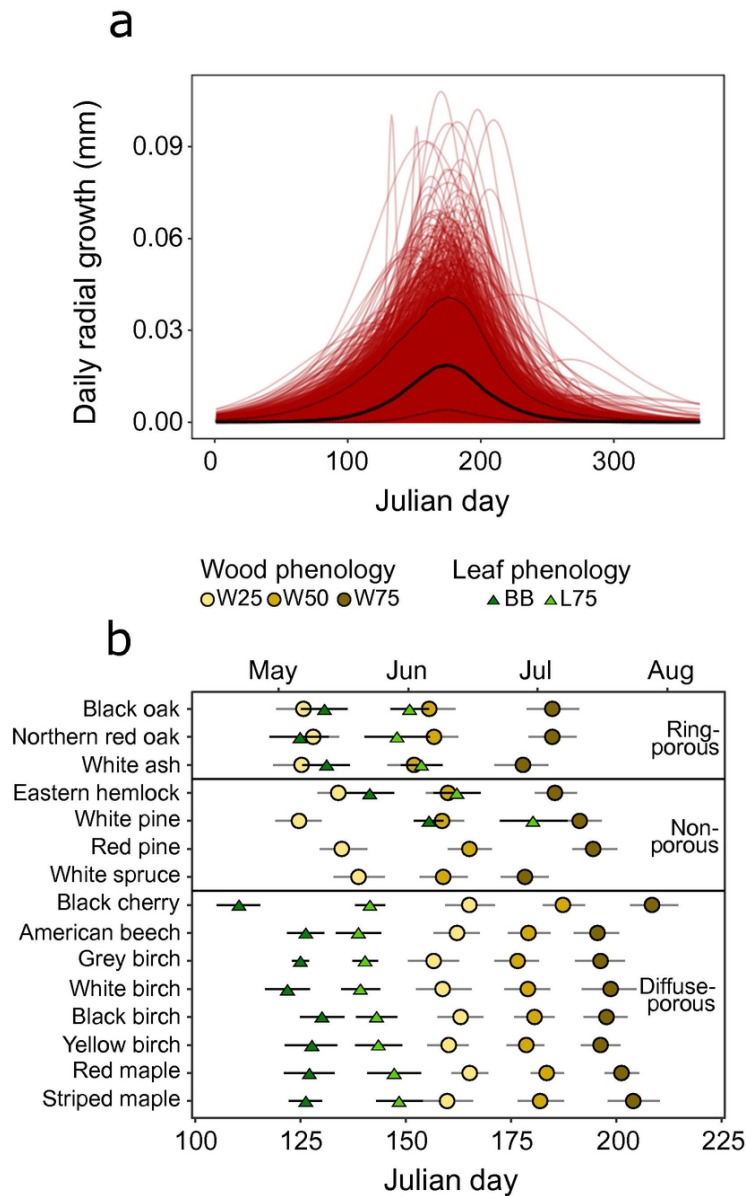 a
Daily radial growth (mm)
0.09
0.06
0.03
0.00
0 100 200 300
Julian day
Wood phenology Leaf phenology
W25 W50 W75 BB L75
b
May Jun Jul Aug
Black oak
Northern red oak
White ash
Ring-
porous
Eastern hemlock
White pine
Red pine
White spruce
Non-
porous
Black cherry
American beech
Grey birch
White birch
Black birch
Yellow birch
Red maple
Striped maple
Diffuse-
porous
100 125 150 175 200 225
Julian day